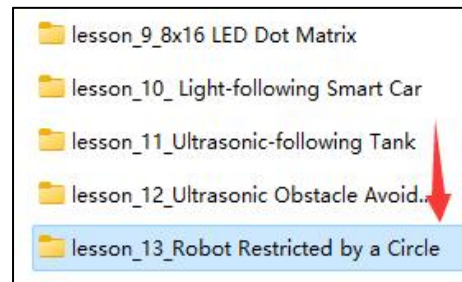 lesson_9_8x16 LED Dot Matrix
lesson_10_ Light-following Smart Car
lesson_11_Ultrasonic-following Tank
lesson_12_Ultrasonic Obstacle Avoid...
lesson_13_Robot Restricted by a Circle